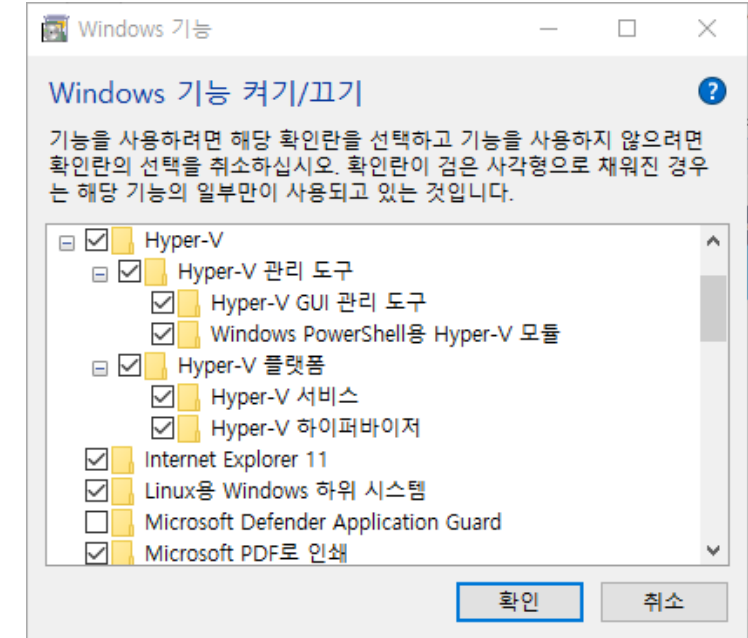 Windows 기능
Windows 기능 켜기/끄기
기능을 사용하려면 해당 확인란을 선택하고 기능을 사용하지 않으려면
확인란의 선택을 취소하십시오. 확인란이 검은 사각형으로 채워진 경우
는 해당 기능의 일부만이 사용되고 있는 것입니다.
Hyper-V
Hyper-V 관리 도구
Hyper-V GUI 관리 도구
Windows PowerShell용 Hyper-V 모듈
Hyper-V 플랫폼
Hyper-V 서비스
Hyper-V 하이퍼바이저
Internet Explorer 11
Linux용 Windows 하위 시스템
Microsoft Defender Application Guard
Microsoft PDF로 인쇄
확인 취소